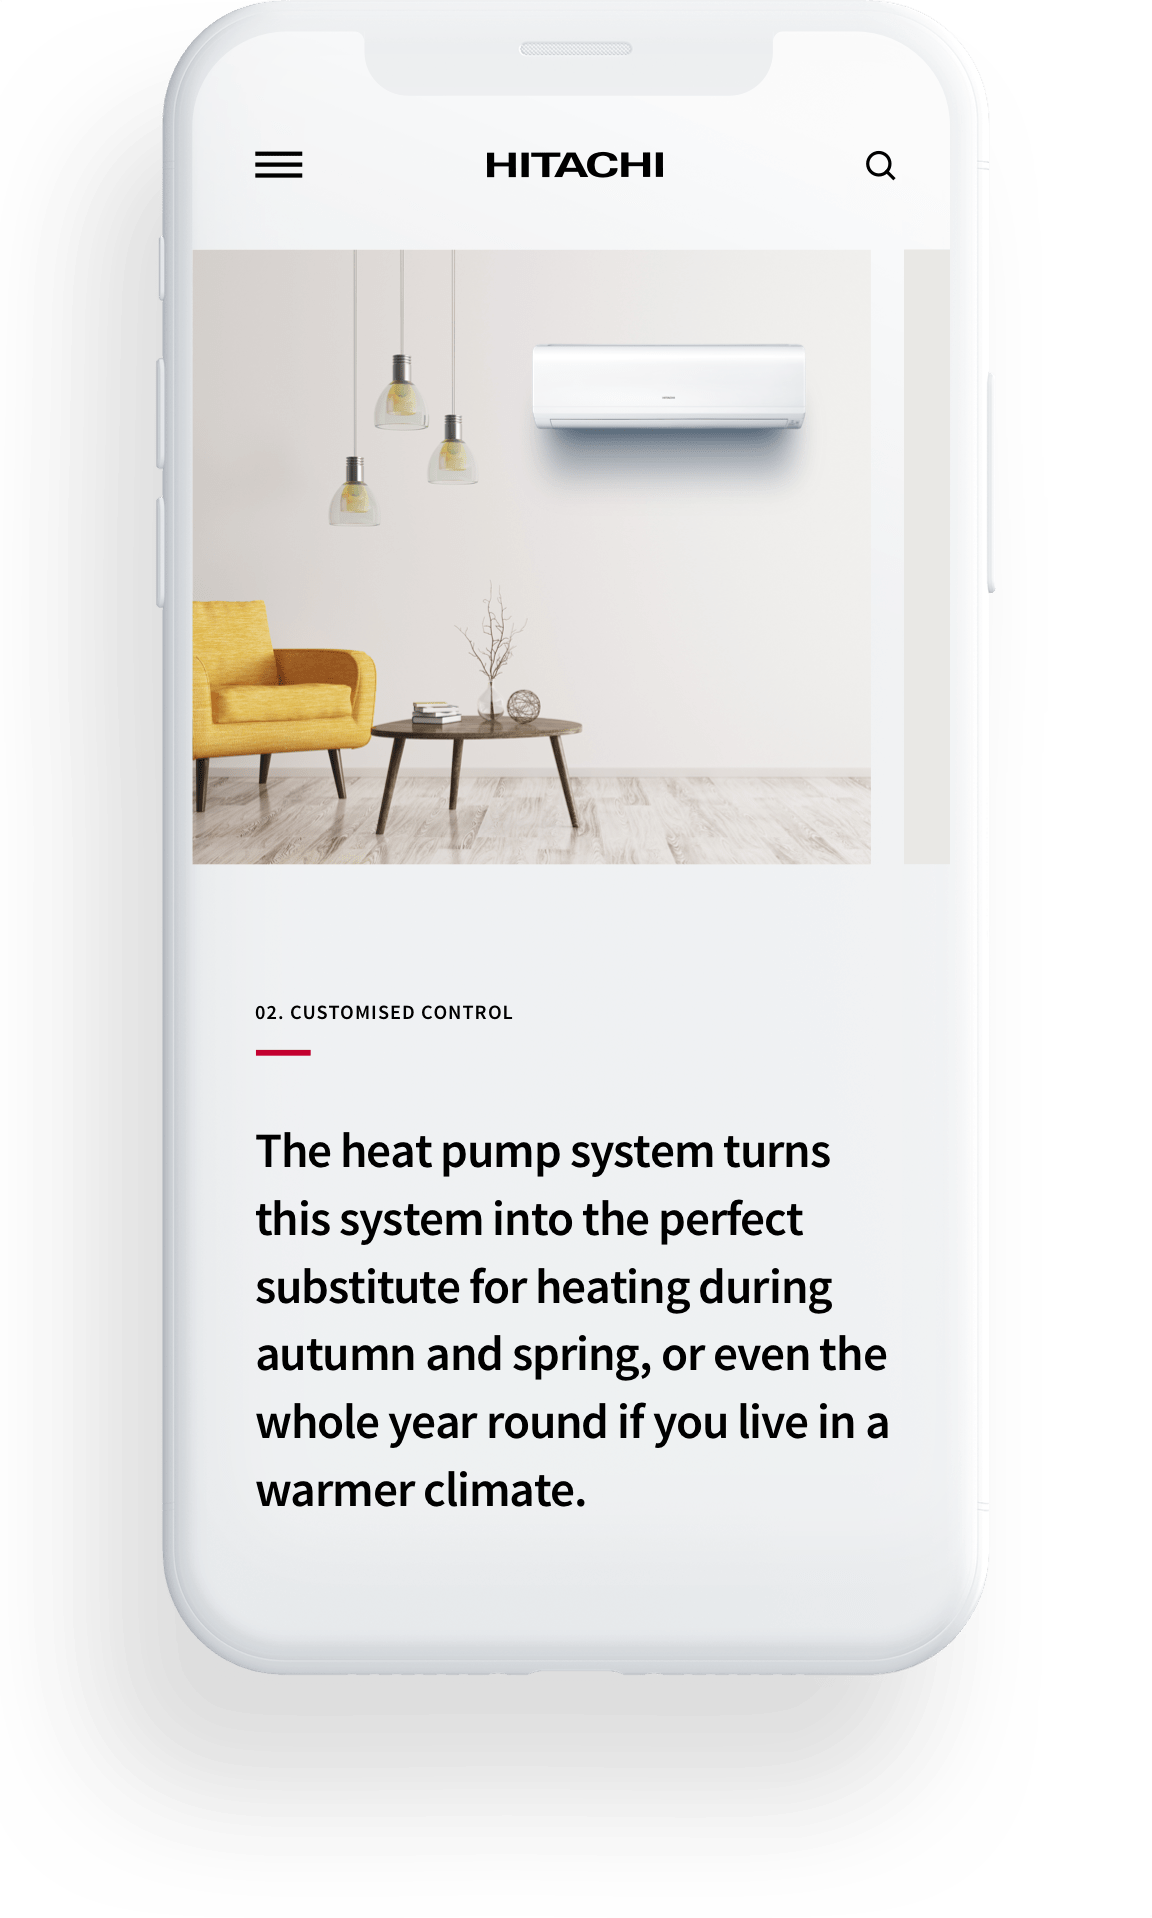 HITACHI
02. CUSTOMISED CONTROL
The heat pump system turns
this system into the perfect
substitute for heating during
autumn and spring, or even the
whole year round if you live in a
warmer climate.